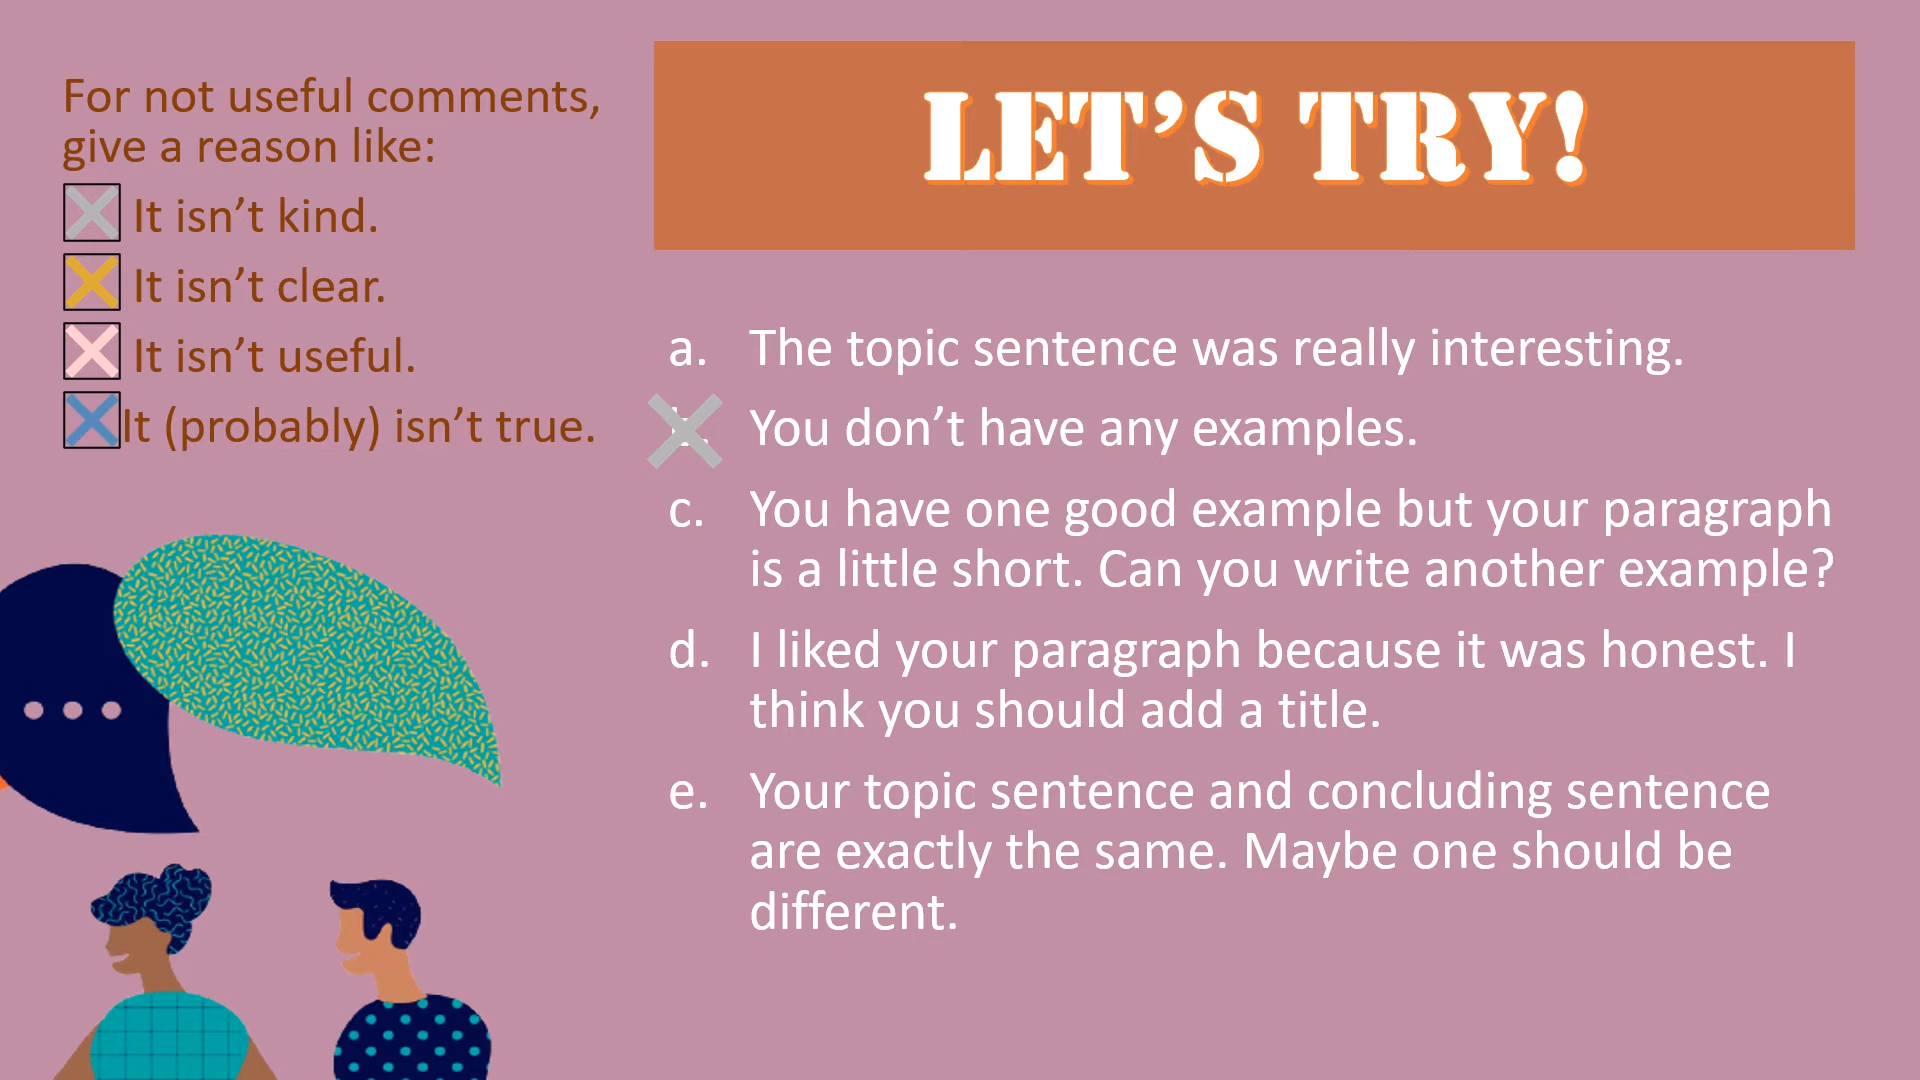 For not useful comments,
give a reason like:
It isn’t kind.
It isn’t clear.
It isn’t useful.
It (probably) isn’t true.
LET’S TRY!
a. The topic sentence was really interesting.
b. You don’t have any examples.
c. You have one good example but your paragraph
is a little short. Can you write another example?
d. I liked your paragraph because it was honest. I
think you should add a title.
e. Your topic sentence and concluding sentence
are exactly the same. Maybe one should be
different.